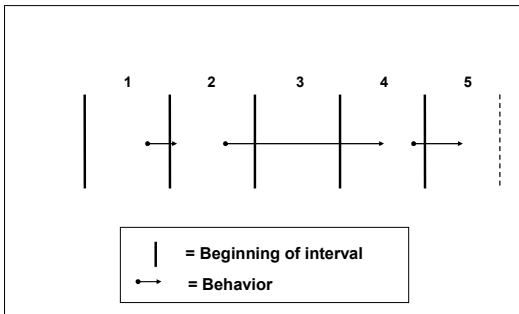 1 2 3 4 5
= Beginning of interval
= Behavior